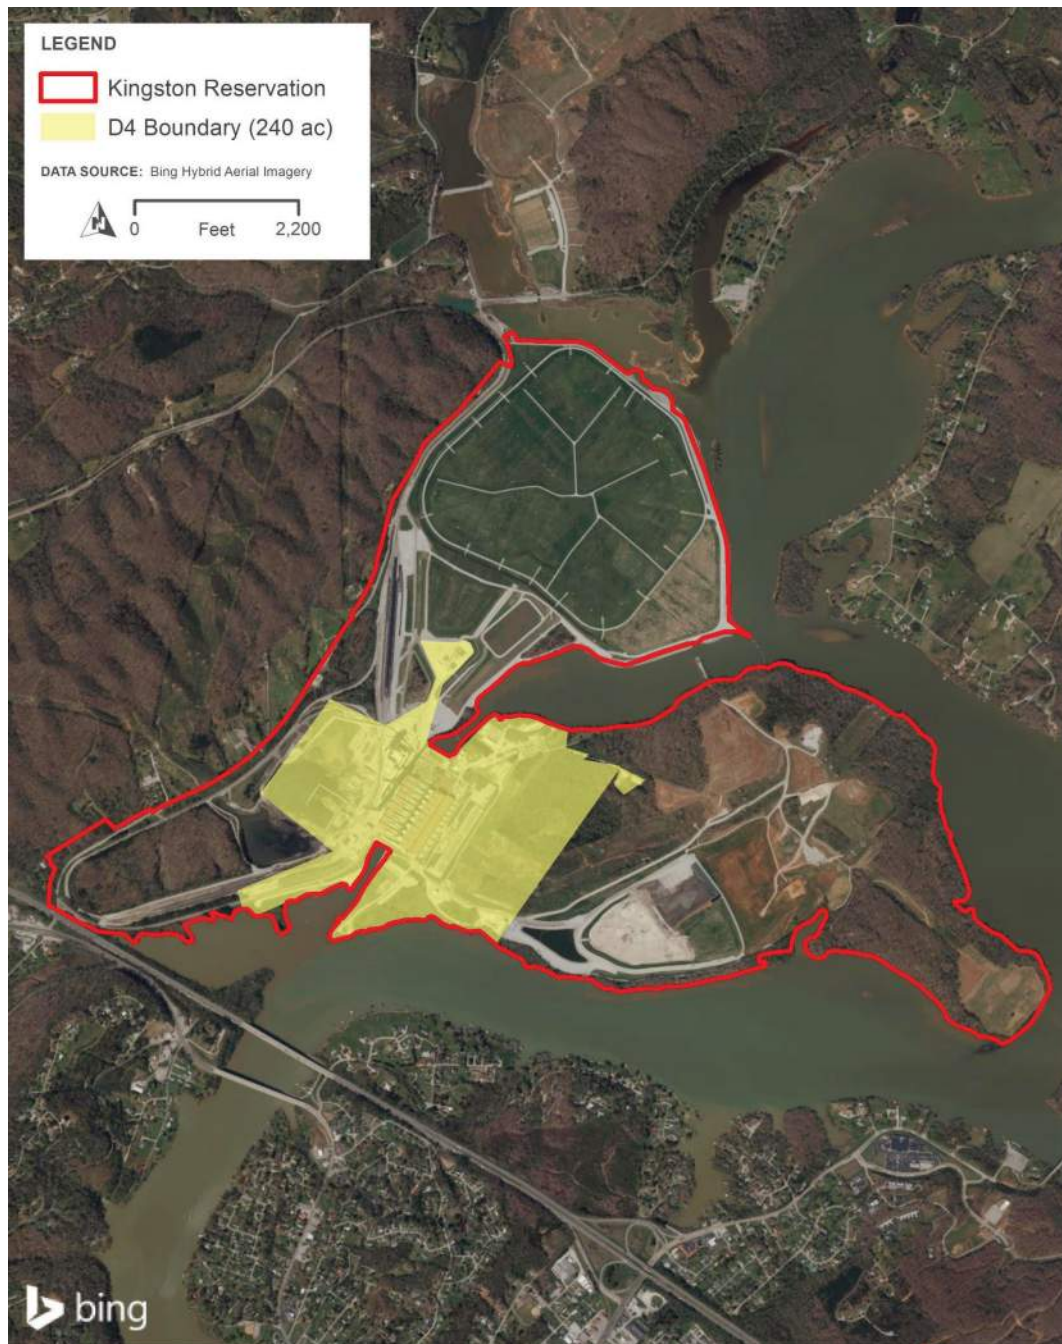 LEGEND
Kingston Reservation
D4 Boundary (240 ac)
DATA SOURCE: Bing Hybrid Aerial Imagery
N 0 Feet 2,200
bing